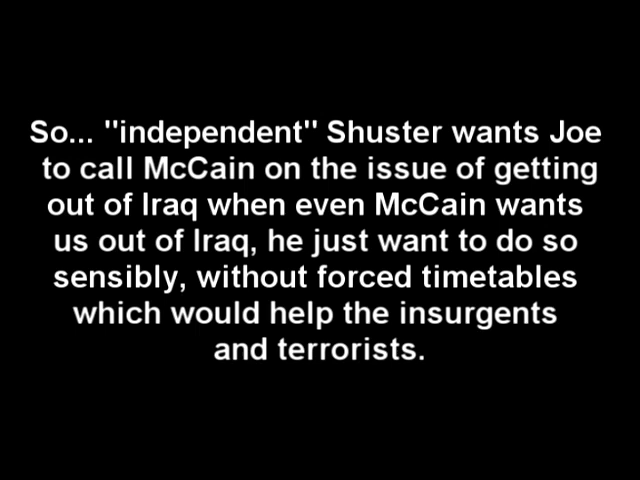 So... "independent" Shuster wants Joe
to call McCain on the issue of getting
out of Iraq when even McCain wants
us out of Iraq, he just want to do so
sensibly, without forced timetables
which would help the insurgents
and terrorists.